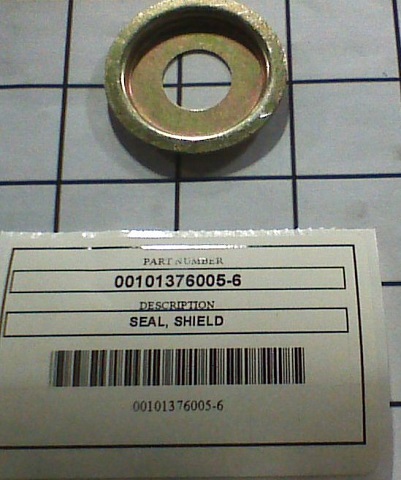 PART NUMBER
00101376005-6
DESCRIPTION
SEAL, SHIELD
00101376005-6